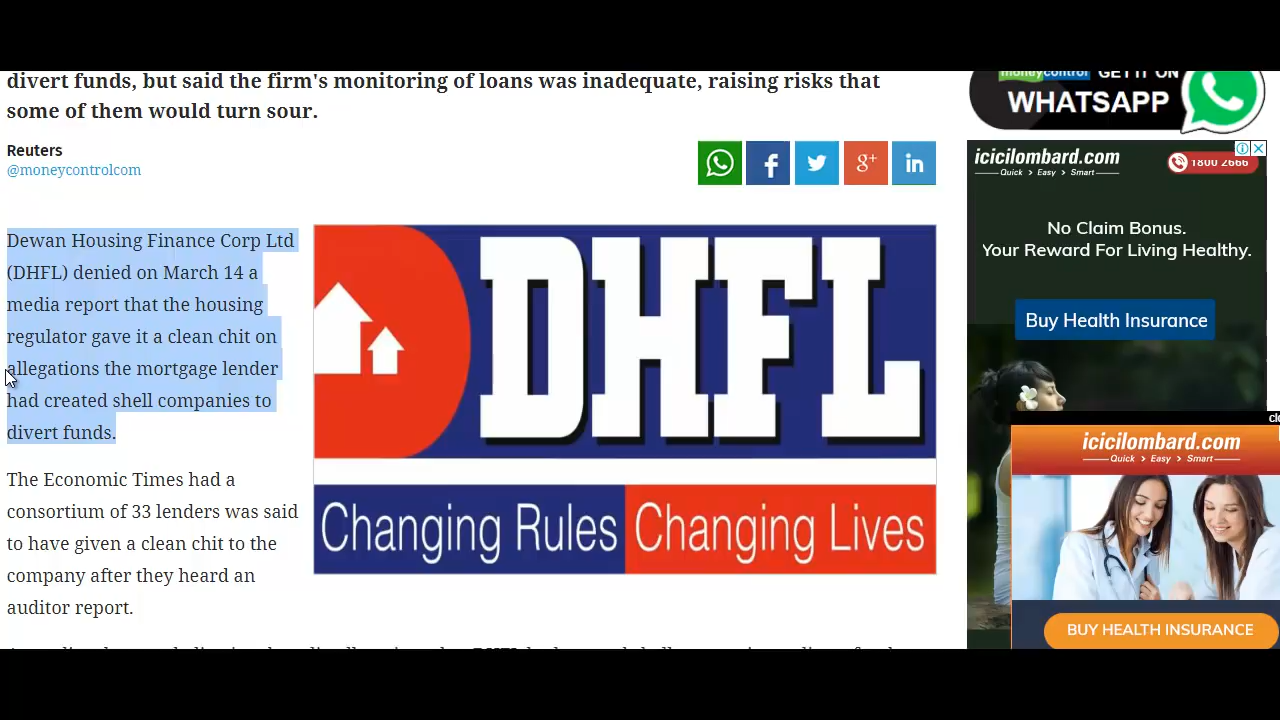 divert funds, but said the firm's monitoring of loans was inadequate, raising risks that
some of them would turn sour.
Reuters
@moneycontrolcom
Dewan Housing Finance Corp Ltd
(DHFL) denied on March 14 a
media report that the housing
regulator gave it a clean chit on
allegations the mortgage lender
had created shell companies to
divert funds.
The Economic Times had a
consortium of 33 lenders was said
to have given a clean chit to the
company after they heard an
auditor report.
DHFL
Changing Rules Changing Lives
moneycontrol GET IT ON
WHATSAPP
icicilombard.com
Quick > Easy > Smart
1800 2666
No Claim Bonus.
Your Reward For Living Healthy.
Buy Health Insurance
icicilombard.com
Quick > Easy > Smart
BUY HEALTH INSURANCE